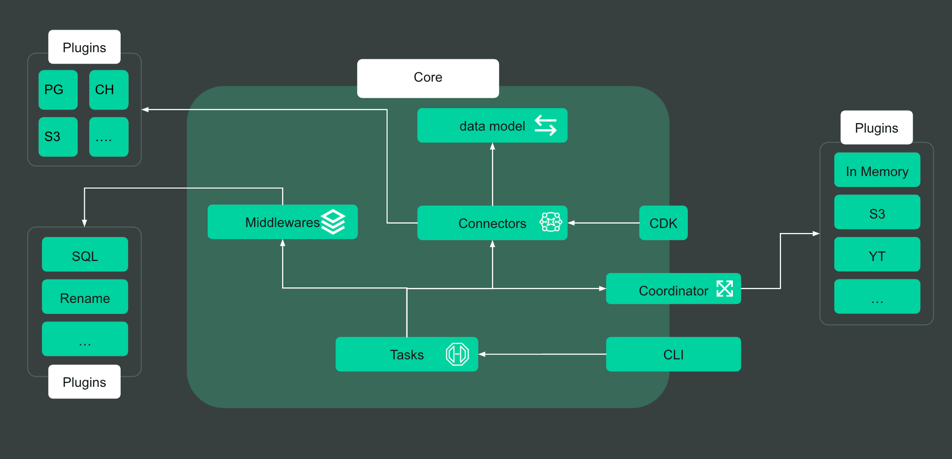 Plugins
PG
CH
S3
....
Core
data model
Middlewares
Connectors
CDK
Coordinator
Tasks
CLI
SQL
Rename
...
Plugins
Plugins
In Memory
S3
YT
...